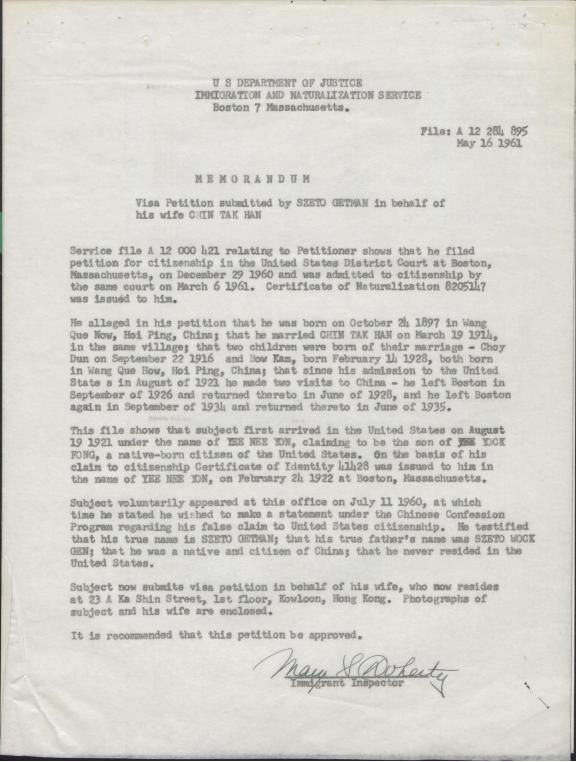 U S DEPARTMENT OF JUSTICE
IMMIGRATION AND NATURALIZATION SERVICE
Boston 7 Massachusetts.
File: A 12 284 895
May 16 1961
MEMORANDUM
Visa Petition submitted by SZETO GETMAN in behalf of
his wife CHIN TAK HAN
Service file A 12 000 421 relating to Petitioner shows that he filed
petition for citizenship in the United States District Court at Boston,
Massachusetts, on December 29 1960 and was admitted to citizenship by
the same court on March 6 1961. Certificate of Naturalization 8205147
was issued to him.
He alleged in his petition that he was born on October 24 1897 in Wang
Que Now, Hoi Ping, China; that he married CHIN TAK HAN on March 19 1914,
in the same village; that two children were born of their marriage - Choy
Dun on September 22 1916 and How Kan, born February 14 1928, both born
in Wang Que How, Hoi Ping, China; that since his admission to the United
State s in August of 1921 he made two visits to China - he left Boston in
September of 1926 and returned thereto in June of 1928, and he left Boston
again in September of 1934 and returned thereto in June of 1935.
This file shows that subject first arrived in the United States on August
19 1921 under the name of YEE NEE YON, claiming to be the son of YEE YOCK
FONG, a native-born citizen of the United States. On the basis of his
claim to citizenship Certificate of Identity 41428 was issued to him in
the name of YEE NEE YON, on February 24 1922 at Boston, Massachusetts.
Subject voluntarily appeared at this office on July 11 1960, at which
time he stated he wished to make a statement under the Chinese Confession
Program regarding his false claim to United States citizenship. He testified
that his true name is SZETO GETMAN; that his true father's name was SZETO WOCK
GEN; that he was a native and citizen of China; that he never resided in the
United States.
Subject now submits visa petition in behalf of his wife, who now resides
at 23 A Ka Shin Street, 1st floor, Kowloon, Hong Kong. Photographs of
subject and his wife are enclosed.
It is recommended that this petition be approved.
Mary S Doherty
Immigrant Inspector